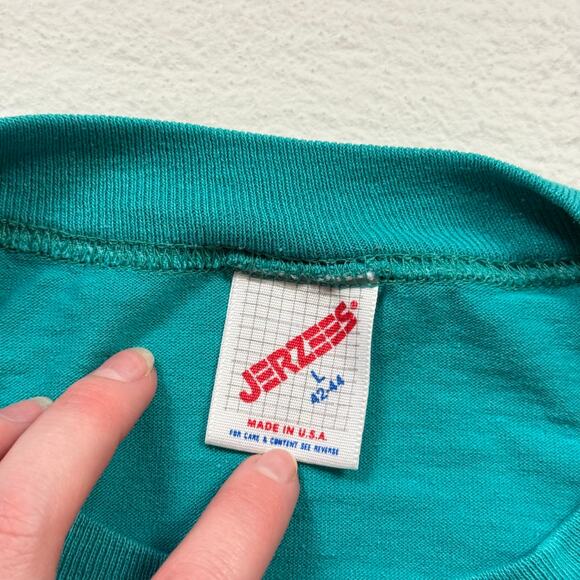 JERZEES®
L
42-44
MADE IN U.S.A.
FOR CARE & CONTENT SEE REVERSE